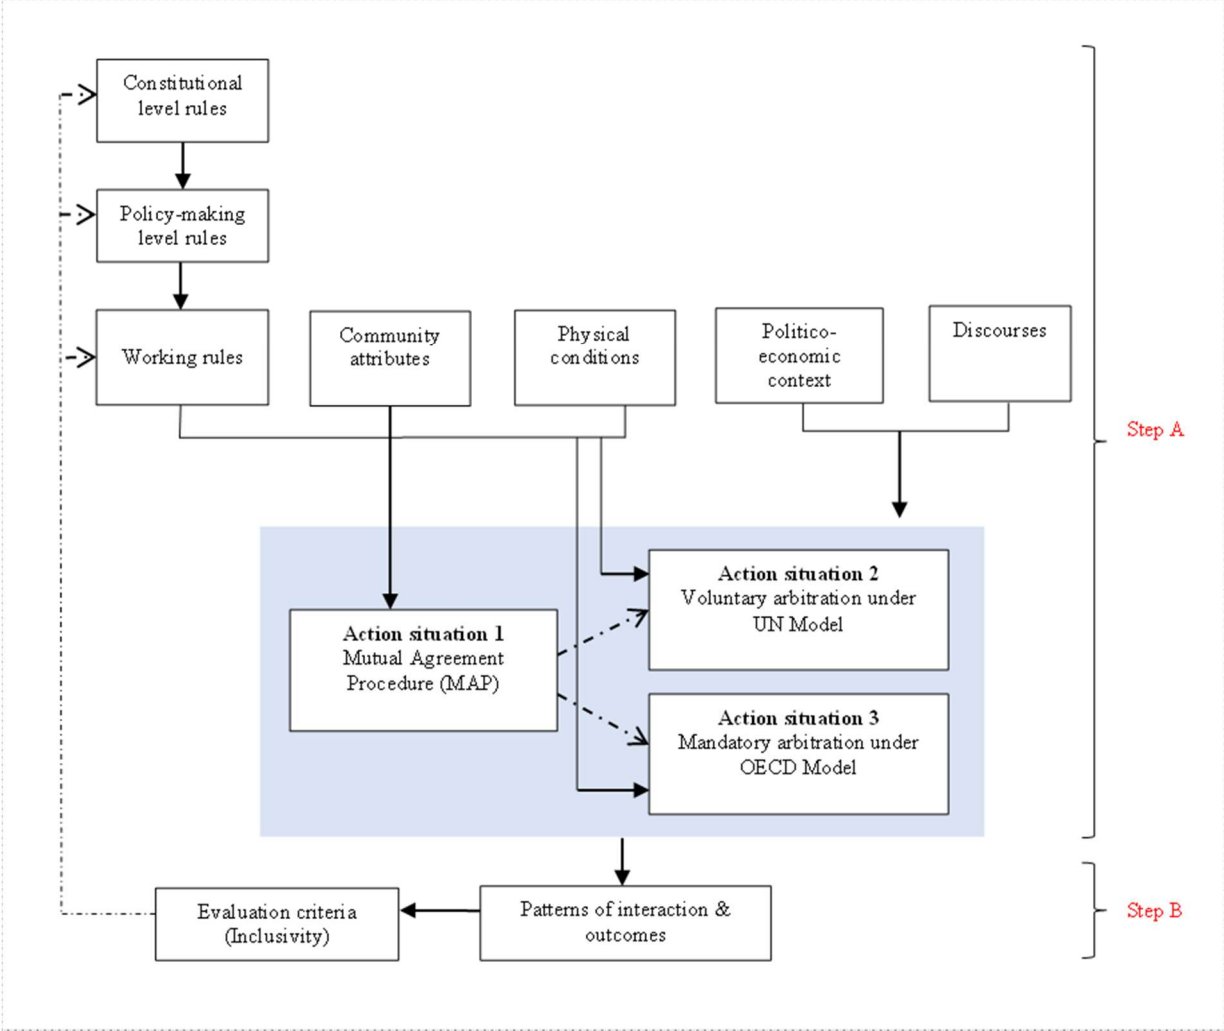 Constitutional
level rules
Policy-making
level rules
Working rules
Community
attributes
Physical
conditions
Politico-
economic
context
Discourses
Step A
Action situation 1
Mutual Agreement
Procedure (MAP)
Action situation 2
Voluntary arbitration under
UN Model
Action situation 3
Mandatory arbitration under
OECD Model
Evaluation criteria
(Inclusivity)
Patterns of interaction &
outcomes
Step B